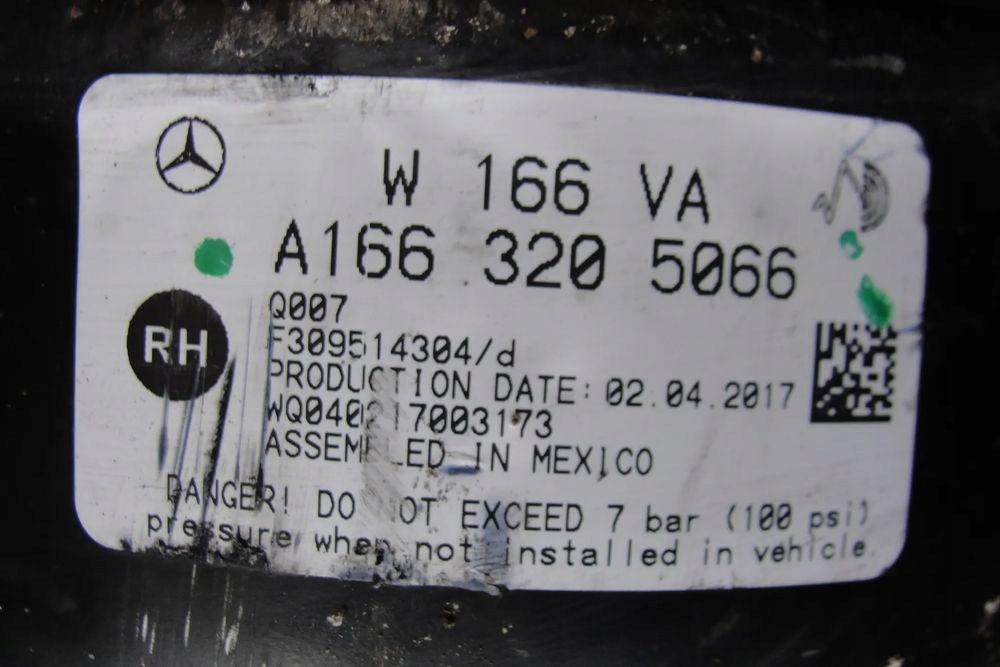 W 166 VA
A166 320 5066
RH
Q007
F309514304/d
PRODUCTION DATE: 02.04.2017
WQ040217003173
ASSEMBLED IN MEXICO
DANGER! DO NOT EXCEED 7 bar (100 psi)
pressure when not installed in vehicle.